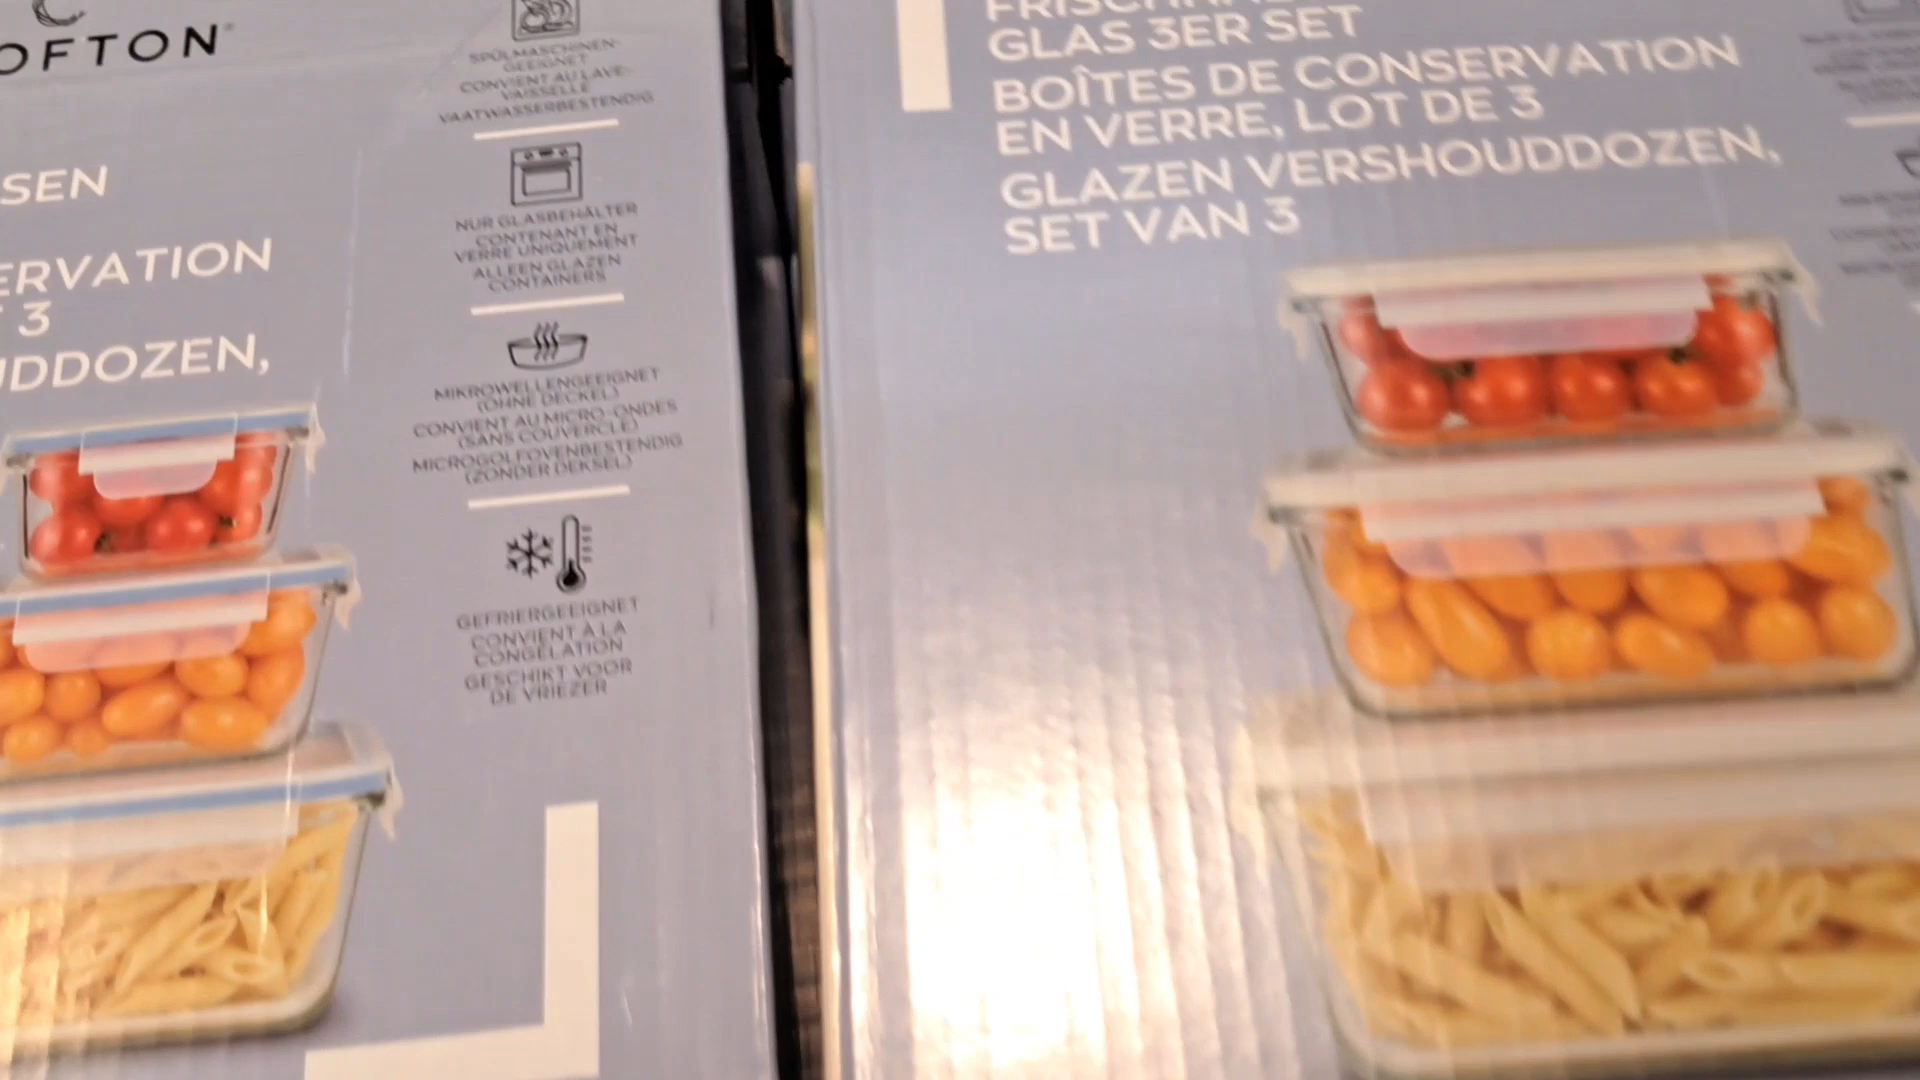 OFTON
SPÜLMASCHINEN-
GEEIGNET
CONVIENT AU LAVE-
VAISSELLE
VAATWASSERBESTENDIG
NUR GLASBEHÄLTER
CONTENANT EN
VERRE UNIQUEMENT
ALLEEN GLAZEN
CONTAINERS
MIKROWELLENGEEIGNET
(OHNE DECKEL)
CONVIENT AU MICRO-ONDES
(SANS COUVERCLE)
MICROGOLFOVENBESTENDIG
(ZONDER DEKSEL)
GEFRIERGEEIGNET
CONVIENT À LA
CONGÉLATION
GESCHIKT VOOR
DE VRIEZER
SEN
ERVATION
3
UDDOZEN,
GLAS 3ER SET
BOÎTES DE CONSERVATION
EN VERRE, LOT DE 3
GLAZEN VERSHOUDDOZEN,
SET VAN 3